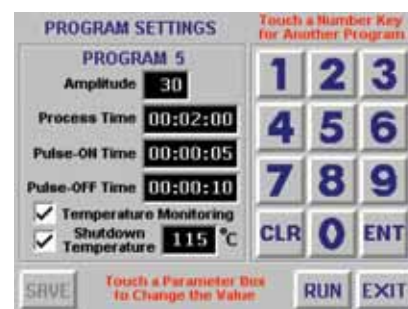 PROGRAM SETTINGS
Touch a Number Key
for Another Program
PROGRAM 5
Amplitude 30
Process Time 00:02:00
Pulse-ON Time 00:00:05
Pulse-OFF Time 00:00:10
Temperature Monitoring
Shutdown
Temperature 115 °C
1 2 3
4 5 6
7 8 9
CLR 0 ENT
SAVE
Touch a Parameter Box
to Change the Value
RUN EXIT